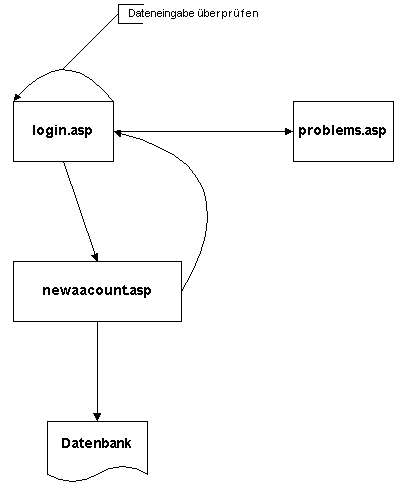 Dateneingabe überprüfen
login.asp
problems.asp
newaacount.asp
Datenbank